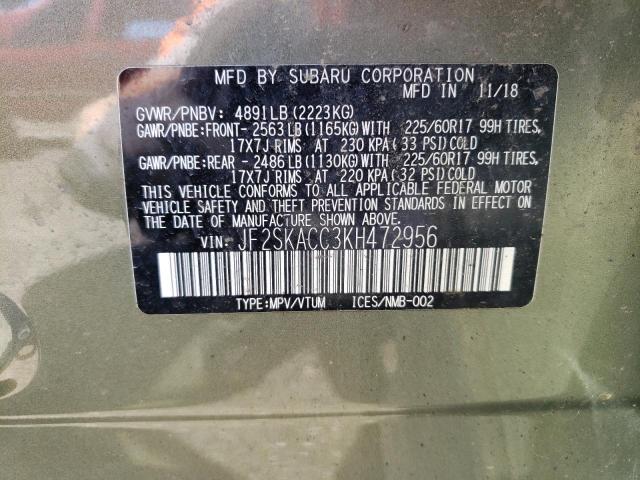 MFD BY SUBARU CORPORATION
MFD IN 11/18
GVWR/PNBV: 4891LB(2223KG)
GAWR/PNBE:FRONT-2563LB(1165KG)WITH 225/60R17 99H TIRES,
17X7J RIMS AT 230 KPA(33 PSI)COLD
GAWR/PNBE:REAR -2486LB(1130KG)WITH 225/60R17 99H TIRES,
17X7J RIMS AT 220 KPA(32 PSI)COLD
THIS VEHICLE CONFORMS TO ALL APPLICABLE FEDERAL MOTOR
VEHICLE SAFETY AND THEFT PREVENTION STANDARDS IN EFFECT ON
THE DATE OF MANUFACTURE SHOWN ABOVE.
VIN: JF2SKACC3KH472956
TYPE:MPV/VTUM ICES/NMB-002